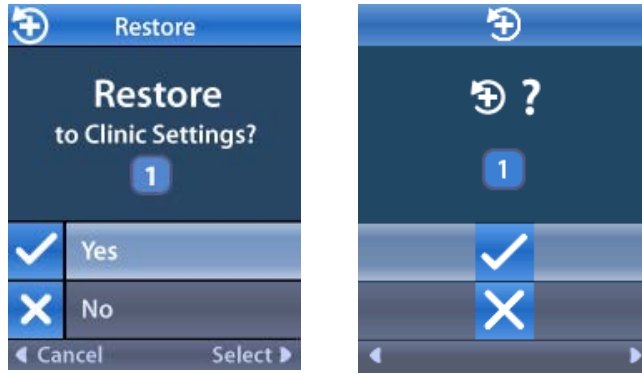 Restore
Restore
to Clinic Settings?
1
Yes
No
Cancel Select
?
1